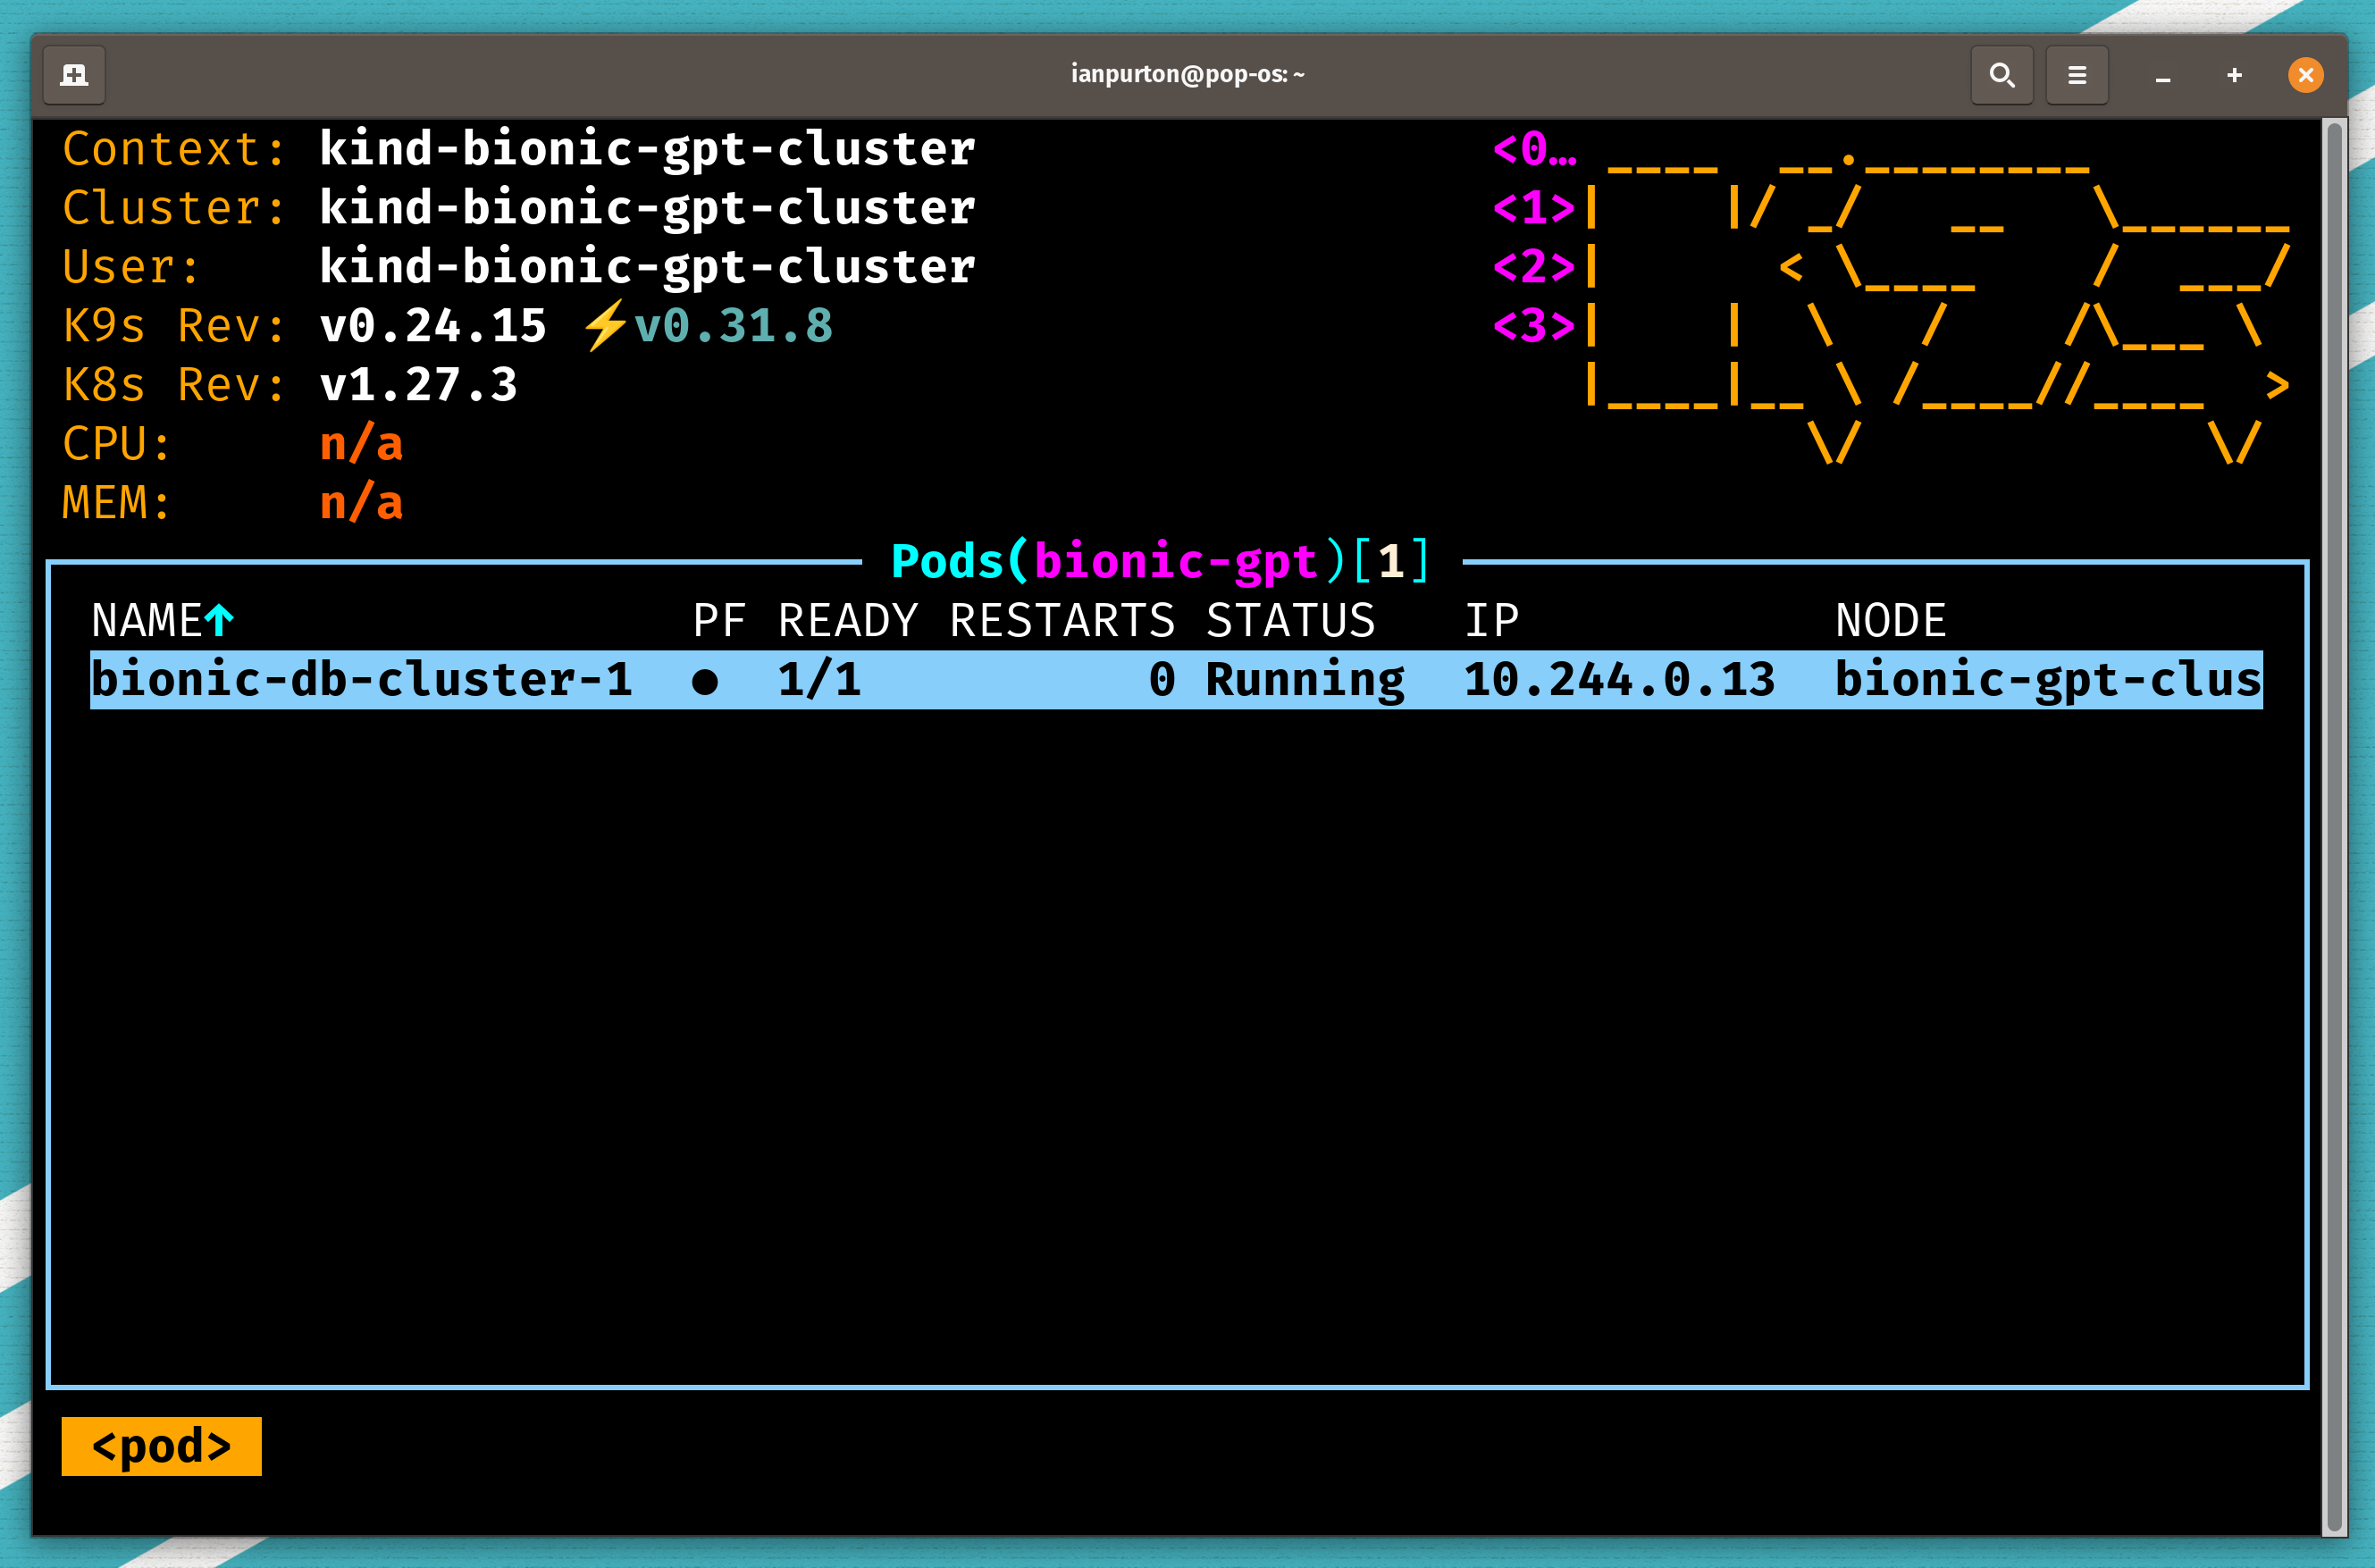 ianpurton@pop-os: ~
Context: kind-bionic-gpt-cluster <0…
Cluster: kind-bionic-gpt-cluster <1>
User: kind-bionic-gpt-cluster <2>
K9s Rev: v0.24.15 ⚡v0.31.8 <3>
K8s Rev: v1.27.3
CPU: n/a
MEM: n/a
Pods(bionic-gpt)[1]
NAME↑ PF READY RESTARTS STATUS IP NODE
bionic-db-cluster-1 ● 1/1 0 Running 10.244.0.13 bionic-gpt-clus
<pod>